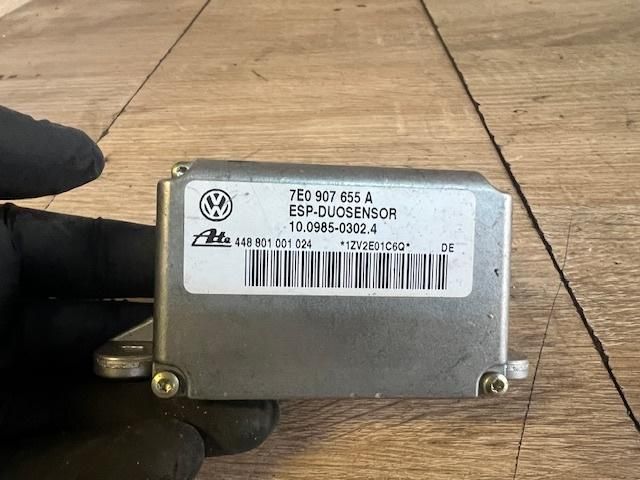 7E0 907 655 A
ESP-DUOSENSOR
10.0985-0302.4
Ate 448 801 001 024 *1ZV2E01C6Q* DE